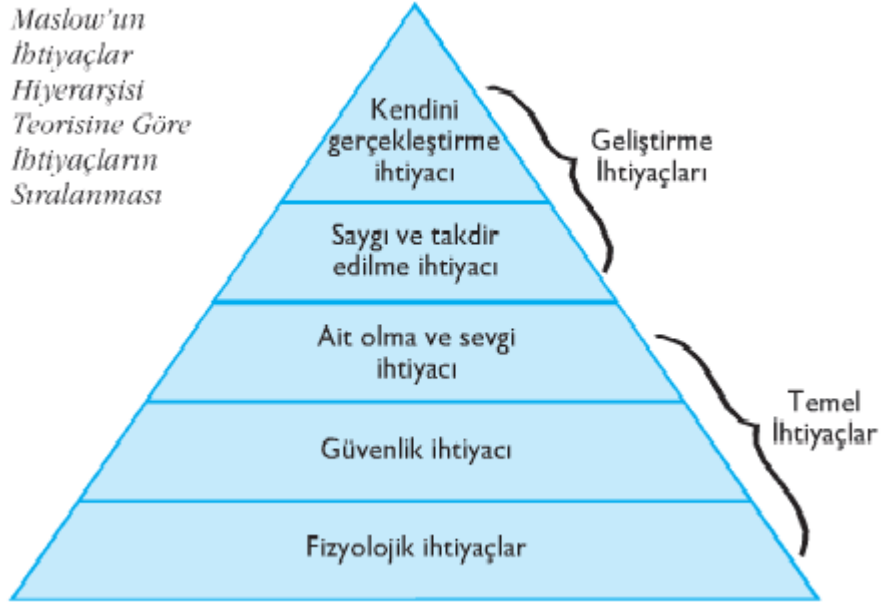 Maslow'un
İhtiyaçlar
Hiyerarşisi
Teorisine Göre
İhtiyaçların
Sıralanması
Kendini
gerçekleştirme
ihtiyacı
Geliştirme
İhtiyaçları
Saygı ve takdir
edilme ihtiyacı
Ait olma ve sevgi
ihtiyacı
Temel
İhtiyaçlar
Güvenlik ihtiyacı
Fizyolojik ihtiyaçlar